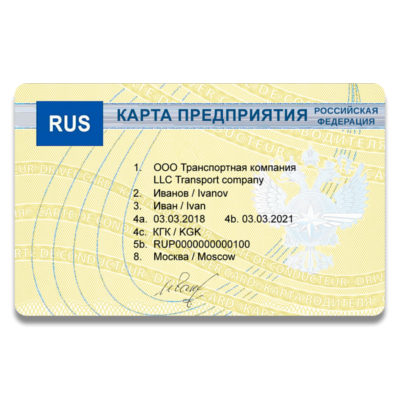 RUS
КАРТА ПРЕДПРИЯТИЯ
РОССИЙСКАЯ
ФЕДЕРАЦИЯ
1. ООО Транспортная компания
LLC Transport company
2. Иванов / Ivanov
3. Иван / Ivan
4a. 03.03.2018 4b. 03.03.2021
4c. КГК / KGK
5b. RUP0000000000100
8. Москва / Moscow